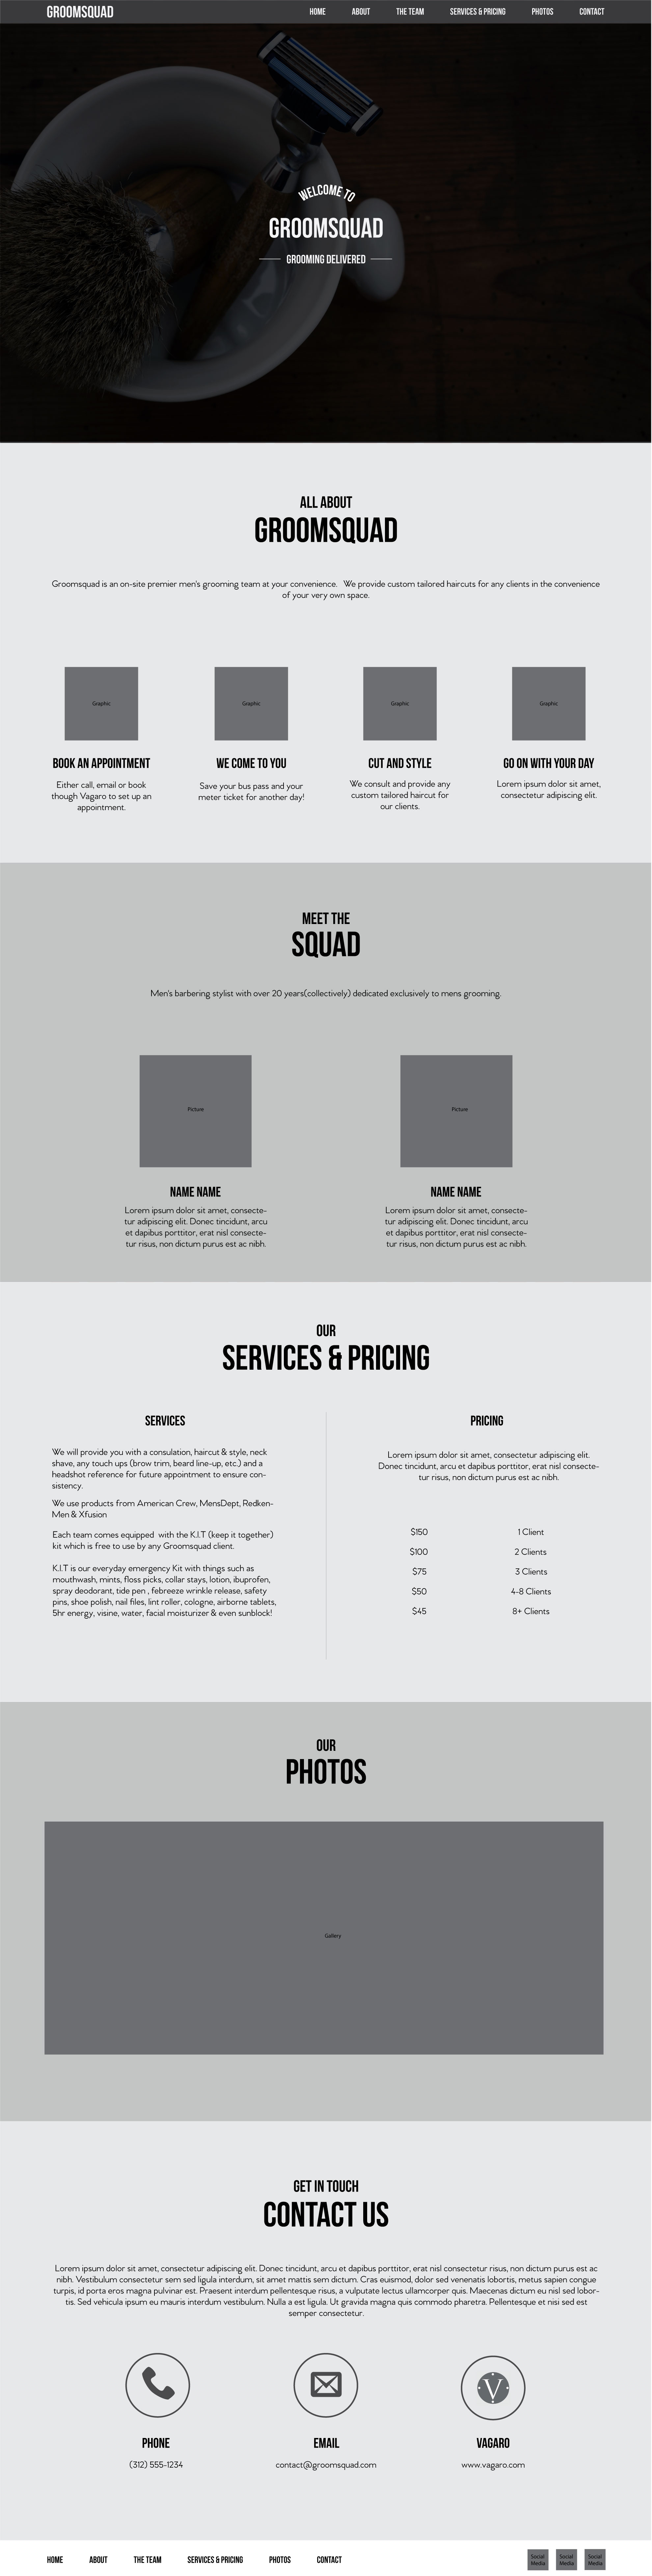 GROOMSQUAD
HOME ABOUT THE TEAM SERVICES & PRICING PHOTOS CONTACT
WELCOME TO
GROOMSQUAD
GROOMING DELIVERED
ALL ABOUT
GROOMSQUAD
Groomsquad is an on-site premier men's grooming team at your convenience. We provide custom tailored haircuts for any clients in the convenience
of your very own space.
Graphic
Graphic
Graphic
Graphic
BOOK AN APPOINTMENT
Either call, email or book
though Vagaro to set up an
appointment.
WE COME TO YOU
Save your bus pass and your
meter ticket for another day!
CUT AND STYLE
We consult and provide any
custom tailored haircut for
our clients.
GO ON WITH YOUR DAY
Lorem ipsum dolor sit amet,
consectetur adipiscing elit.
MEET THE
SQUAD
Men's barbering stylist with over 20 years(collectively) dedicated exclusively to mens grooming.
Picture
Picture
NAME NAME
Lorem ipsum dolor sit amet, consecte-
tur adipiscing elit. Donec tincidunt, arcu
et dapibus porttitor, erat nisl consecte-
tur risus, non dictum purus est ac nibh.
NAME NAME
Lorem ipsum dolor sit amet, consecte-
tur adipiscing elit. Donec tincidunt, arcu
et dapibus porttitor, erat nisl consecte-
tur risus, non dictum purus est ac nibh.
OUR
SERVICES & PRICING
SERVICES
We will provide you with a consulation, haircut & style, neck
shave, any touch ups (brow trim, beard line-up, etc.) and a
headshot reference for future appointment to ensure con-
sistency.
We use products from American Crew, MensDept, Redken-
Men & Xfusion
Each team comes equipped with the K.I.T (keep it together)
kit which is free to use by any Groomsquad client.
K.I.T is our everyday emergency Kit with things such as
mouthwash, mints, floss picks, collar stays, lotion, ibuprofen,
spray deodorant, tide pen , febreeze wrinkle release, safety
pins, shoe polish, nail files, lint roller, cologne, airborne tablets,
5hr energy, visine, water, facial moisturizer & even sunblock!
PRICING
Lorem ipsum dolor sit amet, consectetur adipiscing elit.
Donec tincidunt, arcu et dapibus porttitor, erat nisl consecte-
tur risus, non dictum purus est ac nibh.
$150 1 Client
$100 2 Clients
$75 3 Clients
$50 4-8 Clients
$45 8+ Clients
OUR
PHOTOS
Gallery
GET IN TOUCH
CONTACT US
Lorem ipsum dolor sit amet, consectetur adipiscing elit. Donec tincidunt, arcu et dapibus porttitor, erat nisl consectetur risus, non dictum purus est ac
nibh. Vestibulum consectetur sem sed ligula interdum, sit amet mattis sem dictum. Cras euismod, dolor sed venenatis lobortis, metus sapien congue
turpis, id porta eros magna pulvinar est. Praesent interdum pellentesque risus, a vulputate lectus ullamcorper quis. Maecenas dictum eu nisl sed lobor-
tis. Sed vehicula ipsum eu mauris interdum vestibulum. Nulla a est ligula. Ut gravida magna quis commodo pharetra. Pellentesque et nisi sed est
semper consectetur.
V
PHONE
(312) 555-1234
EMAIL
contact@groomsquad.com
VAGARO
www.vagaro.com
HOME ABOUT THE TEAM SERVICES & PRICING PHOTOS CONTACT
Social
Media
Social
Media
Social
Media